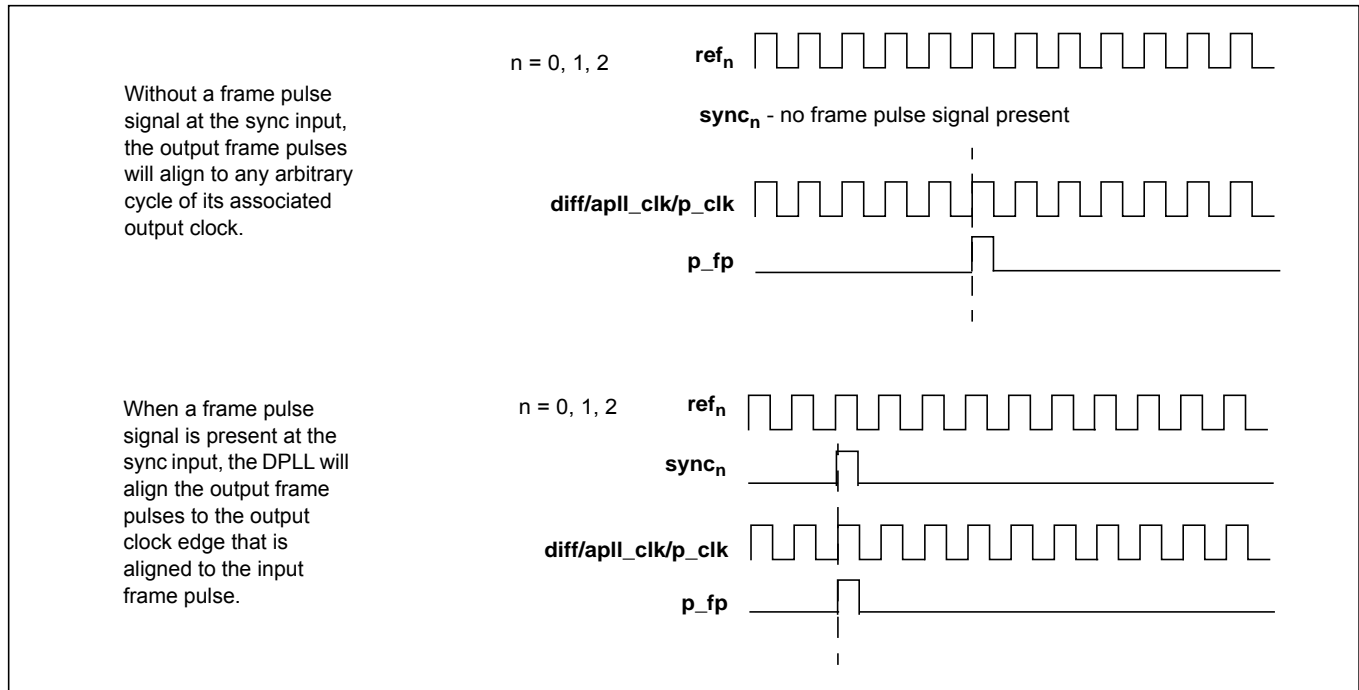 n = 0, 1, 2
refn
Without a frame pulse
signal at the sync input,
the output frame pulses
will align to any arbitrary
cycle of its associated
output clock.
syncn - no frame pulse signal present
diff/apll_clk/p_clk
p_fp
n = 0, 1, 2
refn
When a frame pulse
signal is present at the
sync input, the DPLL will
align the output frame
pulses to the output
clock edge that is
aligned to the input
frame pulse.
syncn
diff/apll_clk/p_clk
p_fp